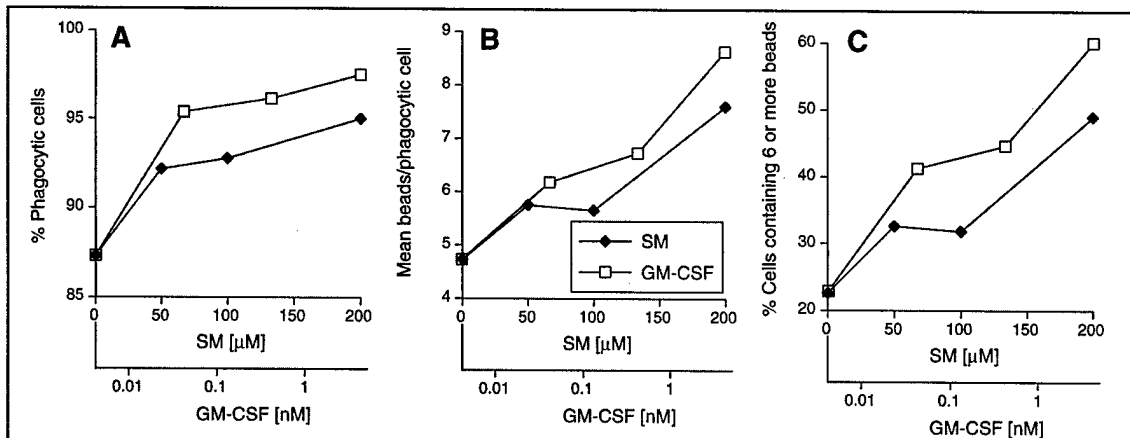 A
% Phagocytic cells
100
95
90
85
0 50 100 150 200
SM [µM]
0.01 0.1 1
GM-CSF [nM]
B
Mean beads/phagocytic cell
9
8
7
6
5
4
SM
GM-CSF
0 50 100 150 200
SM [µM]
0.01 0.1 1
GM-CSF [nM]
C
% Cells containing 6 or more beads
60
50
40
30
20
0 50 100 150 200
SM [µM]
0.01 0.1 1
GM-CSF [nM]